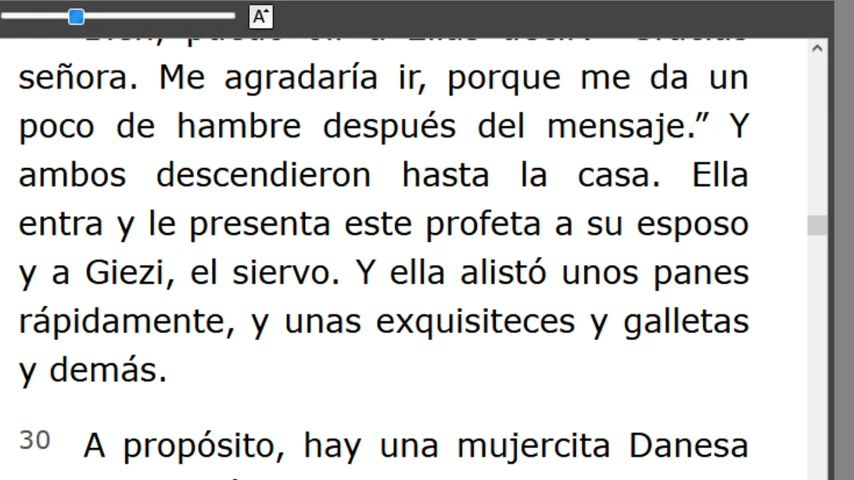 A
señora. Me agradaría ir, porque me da un
poco de hambre después del mensaje.” Y
ambos descendieron hasta la casa. Ella
entra y le presenta este profeta a su esposo
y a Giezi, el siervo. Y ella alistó unos panes
rápidamente, y unas exquisiteces y galletas
y demás.
30 A propósito, hay una mujercita Danesa